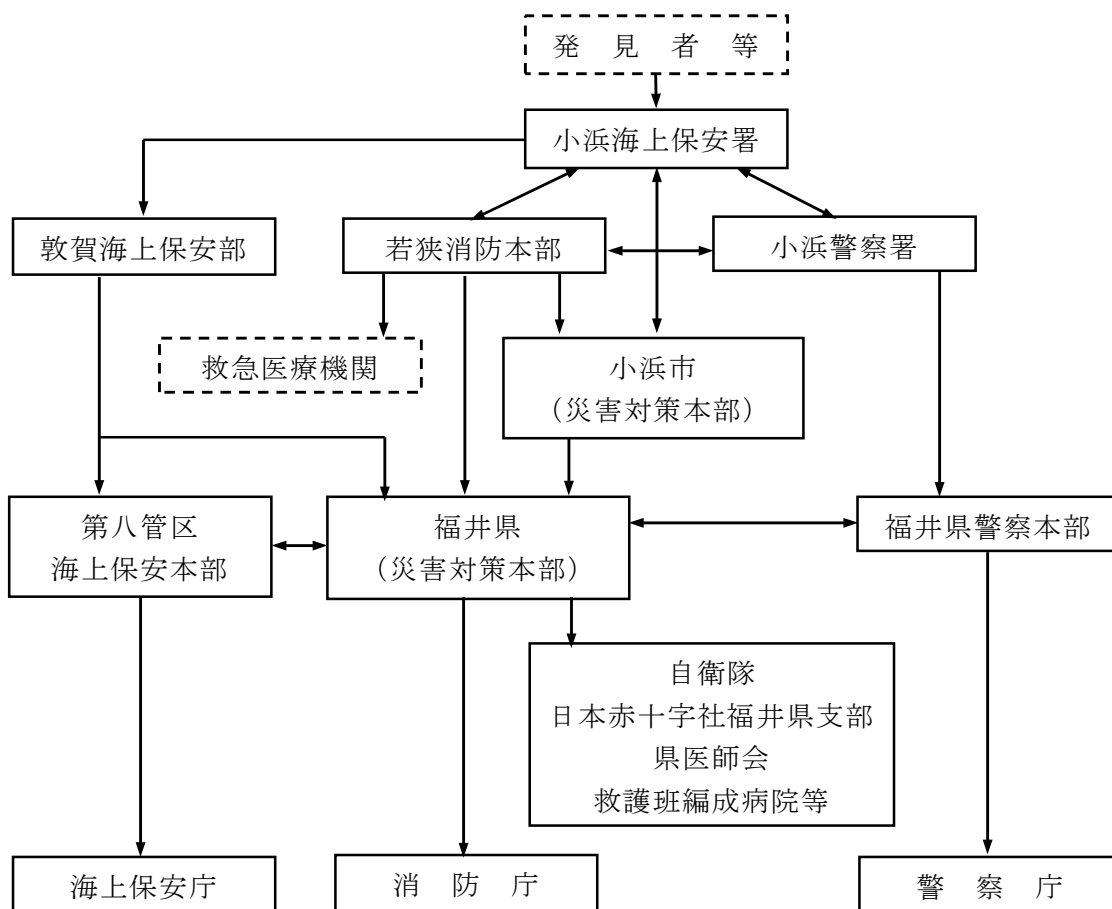 発見者等
小浜海上保安署
敦賀海上保安部
若狭消防本部
小浜警察署
救急医療機関
小浜市
（災害対策本部）
第八管区
海上保安本部
福井県
（災害対策本部）
福井県警察本部
自衛隊
日本赤十字社福井県支部
県医師会
救護班編成病院等
海上保安庁
消防庁
警察庁